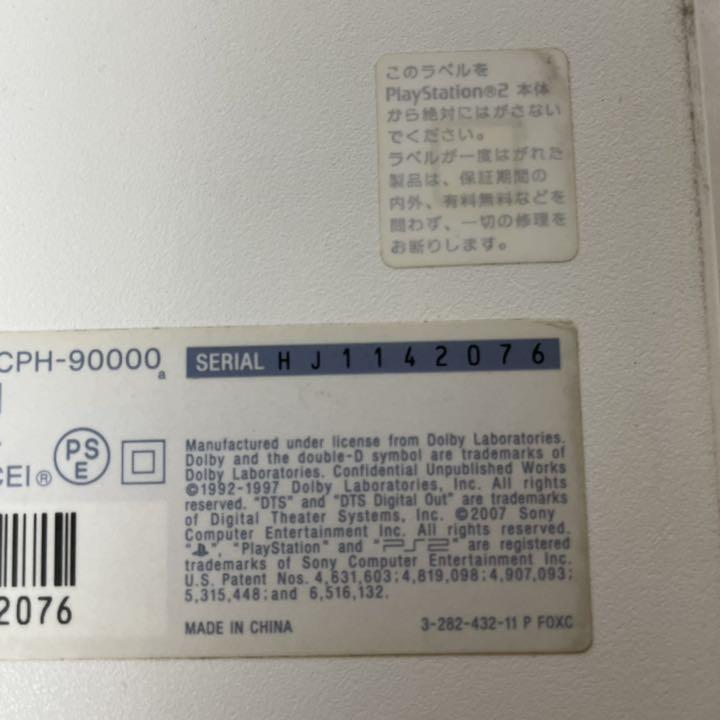 このラベルを
PlayStation®2 本体
から絶対にはがさない
でください。
ラベルが一度はがれた
製品は、保証期間の
内外、有料無料などを
問わず、一切の修理を
お断りします。
CPH-90000
a
SERIAL HJ1142076
PS
E
CEI®
2076
Manufactured under license from Dolby Laboratories.
Dolby and the double-D symbol are trademarks of
Dolby Laboratories. Confidential Unpublished Works
©1992-1997 Dolby Laboratories, Inc. All rights
reserved. "DTS" and "DTS Digital Out" are trademarks
of Digital Theater Systems, Inc. ©2007 Sony
Computer Entertainment Inc. All rights reserved.
" ", "PlayStation" and "PS2" are registered
trademarks of Sony Computer Entertainment Inc.
U.S. Patent Nos. 4,631,603;4,819,098;4,907,093;
5,315,448;and 6,516,132.
MADE IN CHINA
3-282-432-11 P FOXC